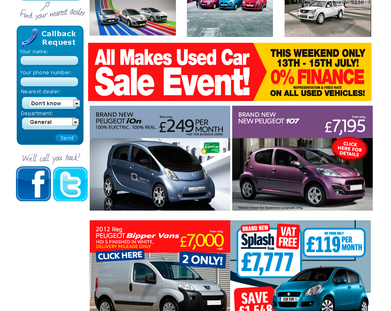 Find your nearest dealer
Callback
Request
Your name:
Your phone number:
Nearest dealer:
Don't know
Department:
General
Send
We'll call you back!
All Makes Used Car
Sale Event!
THIS WEEKEND ONLY
13TH - 15TH JULY!
0% FINANCE
REPRESENTATIVE & FIXED RATE
ON ALL USED VEHICLES!
BRAND NEW
PEUGEOT iOn
100% ELECTRIC. 100% REAL.
£249 PER MONTH
BRAND NEW
NEW PEUGEOT 107
£7,195
CLICK HERE FOR DETAILS
2012 Reg
PEUGEOT Bipper Vans
HDi S FINISHED IN WHITE,
DELIVERY MILEAGE ONLY
£7,000
CLICK HERE
2 ONLY!
BRAND NEW
Splash
VAT FREE
£7,777
£119 PER MONTH
SAVE
£1,548